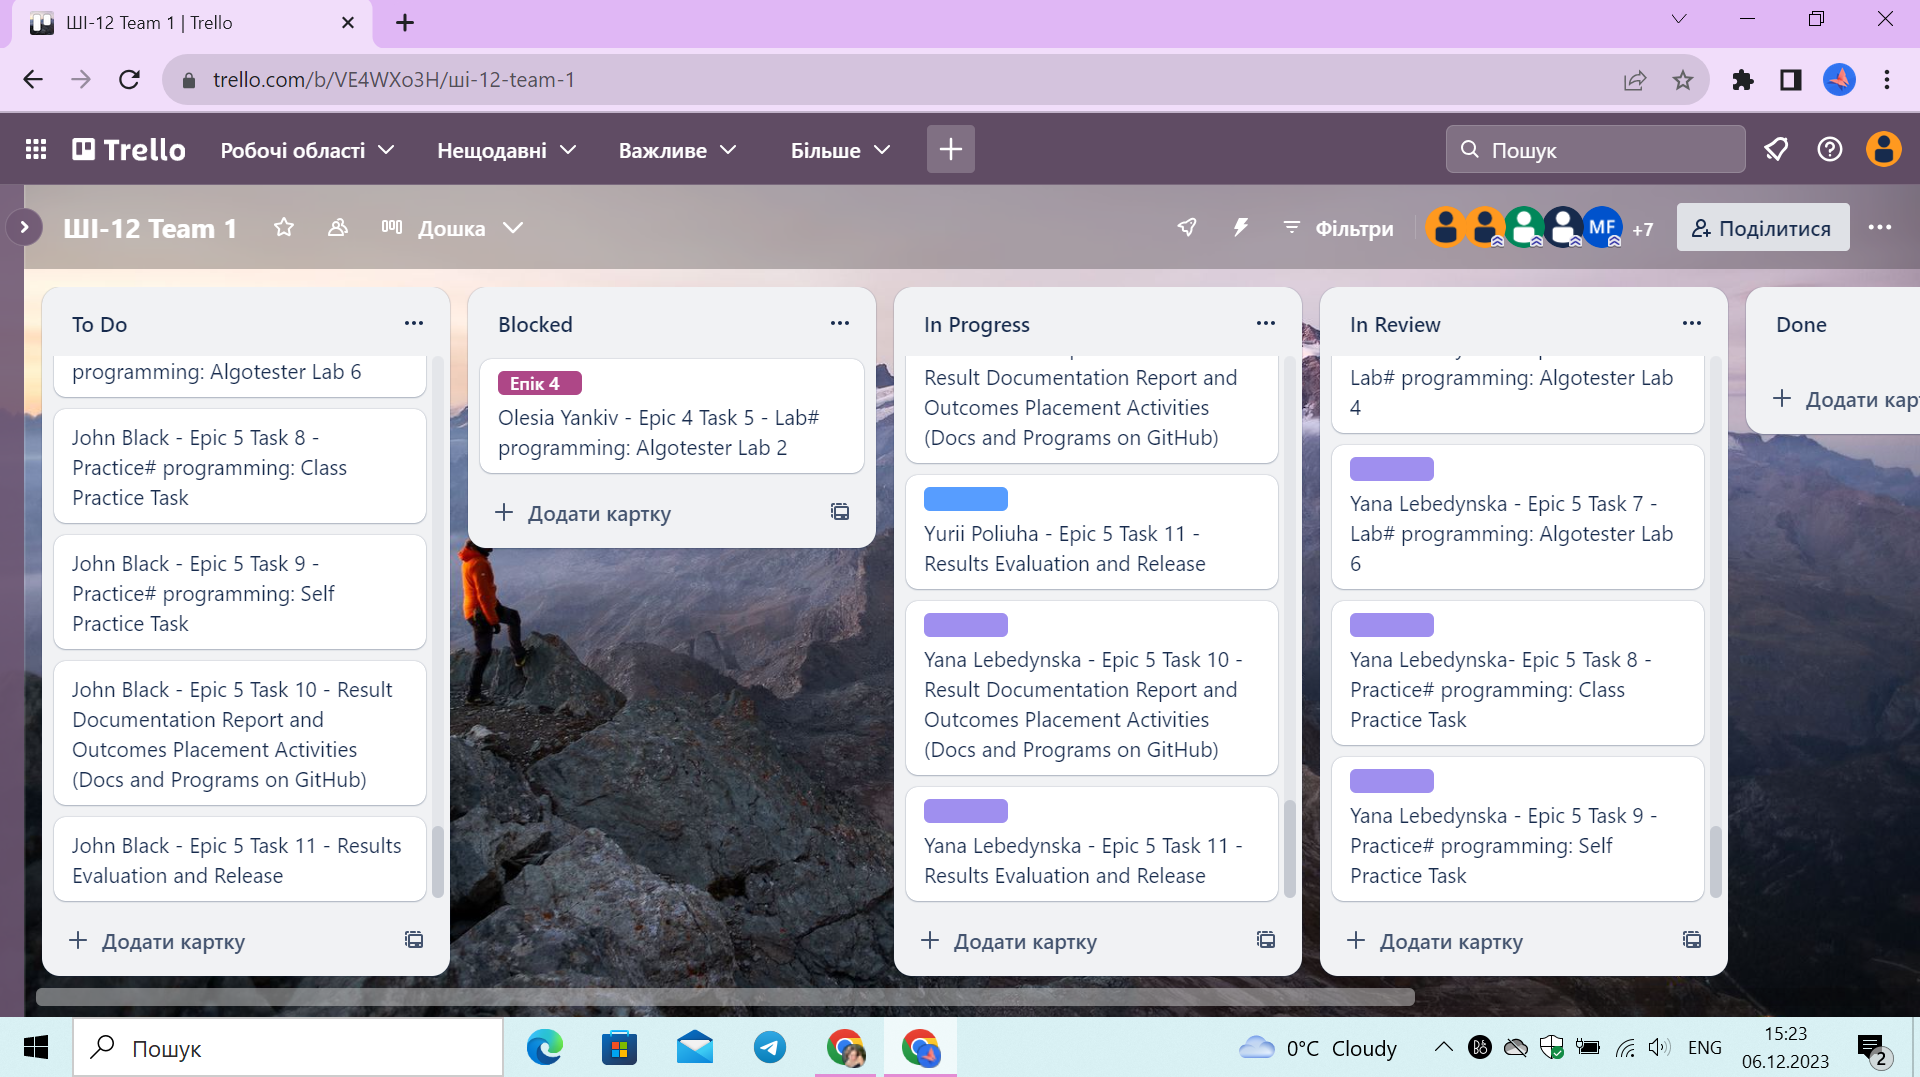 ШІ-12 Team 1 | Trello
trello.com/b/VE4WXo3H/ші-12-team-1
Trello
Робочі області
Нещодавні
Важливе
Більше
Пошук
ШІ-12 Team 1
Дошка
Фільтри
MF
+7
Поділитися
To Do
programming: Algotester Lab 6
John Black - Epic 5 Task 8 -
Practice# programming: Class
Practice Task
John Black - Epic 5 Task 9 -
Practice# programming: Self
Practice Task
John Black - Epic 5 Task 10 - Result
Documentation Report and
Outcomes Placement Activities
(Docs and Programs on GitHub)
John Black - Epic 5 Task 11 - Results
Evaluation and Release
Додати картку
Blocked
Епік 4
Olesia Yankiv - Epic 4 Task 5 - Lab#
programming: Algotester Lab 2
Додати картку
In Progress
Result Documentation Report and
Outcomes Placement Activities
(Docs and Programs on GitHub)
Yurii Poliuha - Epic 5 Task 11 -
Results Evaluation and Release
Yana Lebedynska - Epic 5 Task 10 -
Result Documentation Report and
Outcomes Placement Activities
(Docs and Programs on GitHub)
Yana Lebedynska - Epic 5 Task 11 -
Results Evaluation and Release
Додати картку
In Review
Lab# programming: Algotester Lab
4
Yana Lebedynska - Epic 5 Task 7 -
Lab# programming: Algotester Lab
6
Yana Lebedynska- Epic 5 Task 8 -
Practice# programming: Class
Practice Task
Yana Lebedynska - Epic 5 Task 9 -
Practice# programming: Self
Practice Task
Додати картку
Done
Додати кар
Пошук
0°C Cloudy
ENG
15:23
06.12.2023
2